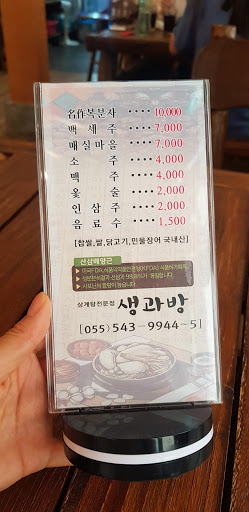 名作복분자 ···· 10,000
백세주 ···· 7,000
매실마을 ···· 7,000
소주 ···· 4,000
맥주 ···· 4,000
옻술 ···· 2,000
인삼주 ···· 2,000
음료수 ···· 1,500
[찹쌀,쌀,닭고기,민물장어 국내산]
산삼배양근
삼계탕전문점 생과방
[055)543-9944~5]